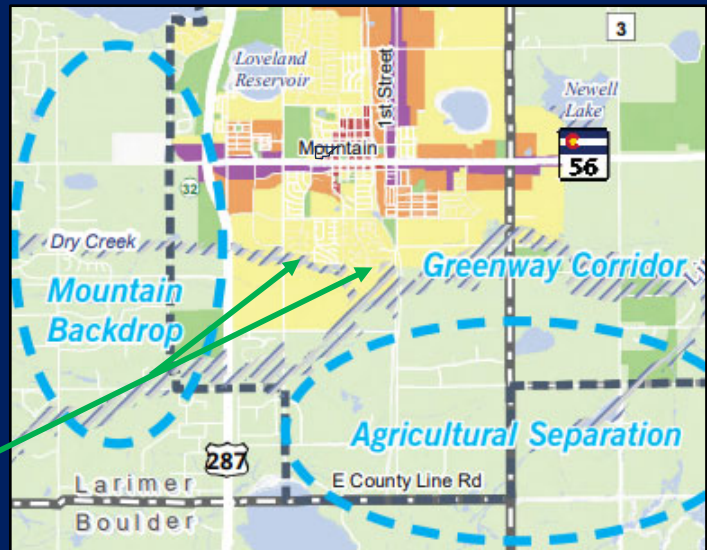 3
Loveland
Reservoir
1st Street
Newell
Lake
Mountain
56
32
Dry Creek
Greenway Corridor
Mountain
Backdrop
Agricultural Separation
287
Larimer
E County Line Rd
Boulder